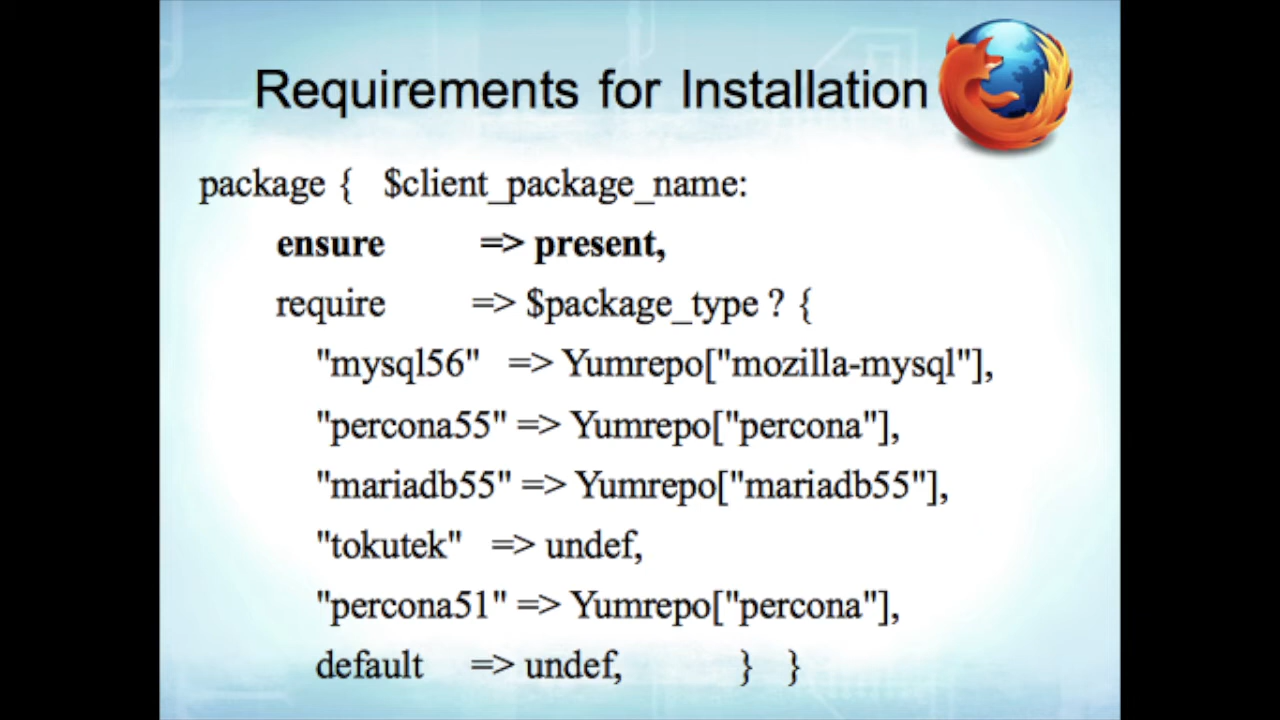 Requirements for Installation
package { $client_package_name:
ensure => present,
require => $package_type ? {
"mysql56" => Yumrepo["mozilla-mysql"],
"percona55" => Yumrepo["percona"],
"mariadb55" => Yumrepo["mariadb55"],
"tokutek" => undef,
"percona51" => Yumrepo["percona"],
default => undef, } }